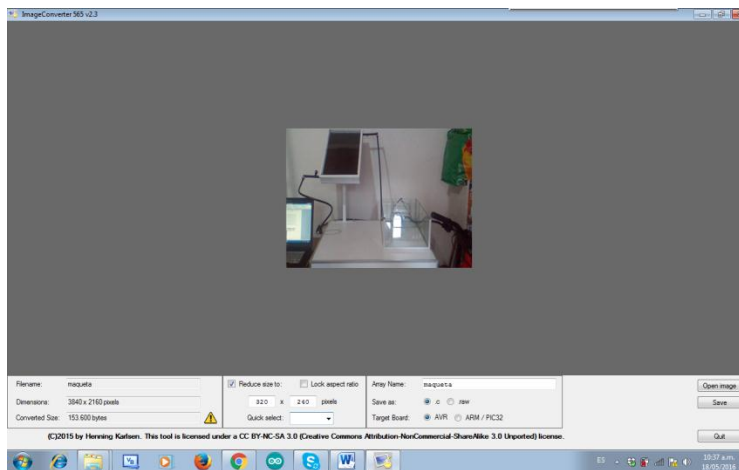 ImageConverter 565 v2.3
Filename: maqueta
Dimensions: 3840 x 2160 pixels
Converted Size: 153.600 bytes
Reduce size to: Lock aspect ratio
320 x 240 pixels
Quick select:
Array Name: maqueta
Save as: .c .raw
Target Board: AVR ARM / PIC32
Open image
Save
(C)2015 by Henning Karlsen. This tool is licensed under a CC BY-NC-SA 3.0 (Creative Commons Attribution-NonCommercial-ShareAlike 3.0 Unported) license.
Quit
ES
10:37 a.m.
18/05/2016